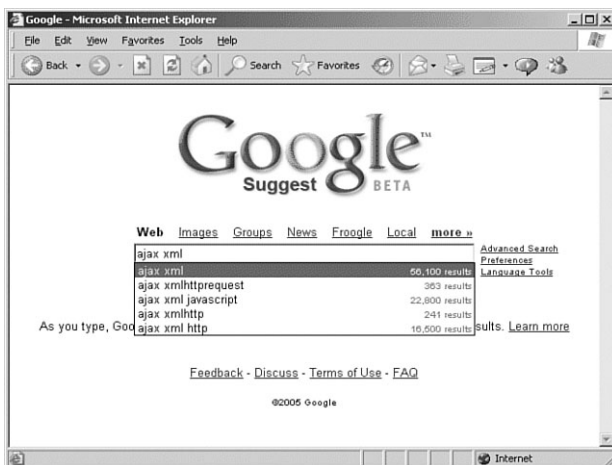 Google - Microsoft Internet Explorer
File Edit View Favorites Tools Help
Back Search Favorites
Google™
Suggest BETA
Web Images Groups News Froogle Local more »
ajax xml
Advanced Search
Preferences
Language Tools
ajax xml 56,100 results
ajax xmlhttprequest 363 results
ajax xml javascript 22,800 results
ajax xmlhttp 241 results
ajax xml http 16,500 results
As you type, Goo sults. Learn more
Feedback - Discuss - Terms of Use - FAQ
©2005 Google
Internet